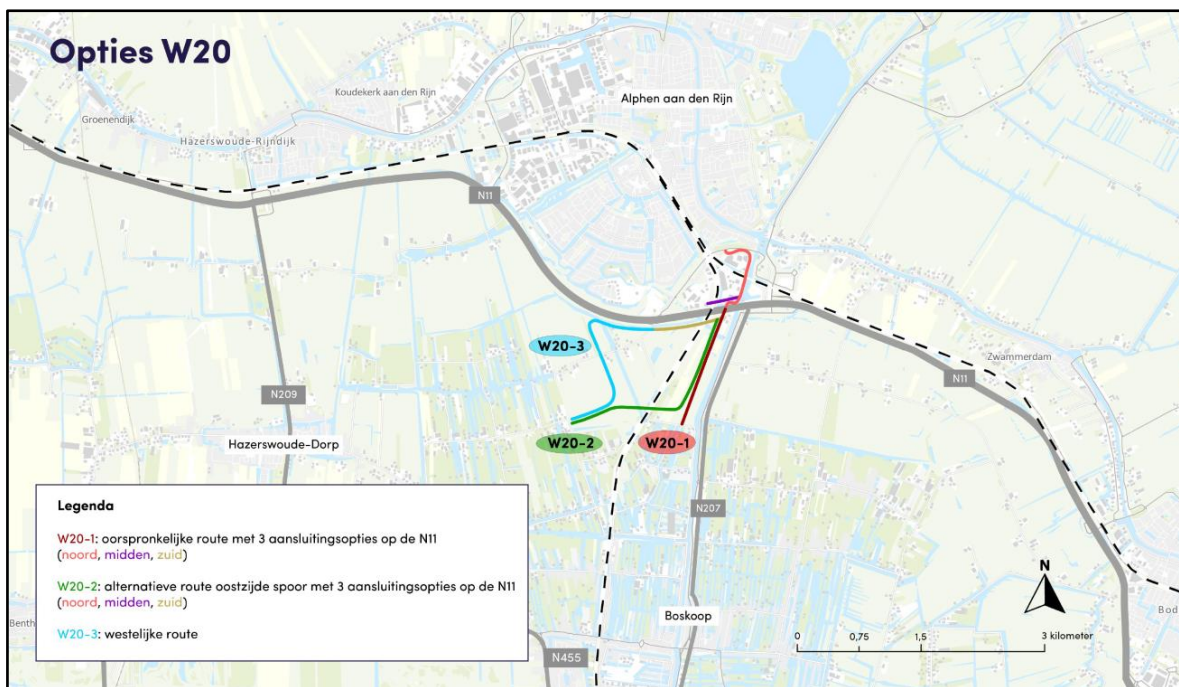 Opties W20
Koudekerk aan den Rijn
Alphen aan den Rijn
Groenendijk
Hazerswoude-Rijndijk
N11
W20-3
Zwammerdam
N11
N209
Hazerswoude-Dorp
W20-2
W20-1
N207
Legenda
W20-1: oorspronkelijke route met 3 aansluitingsopties op de N11
(noord, midden, zuid)
W20-2: alternatieve route oostzijde spoor met 3 aansluitingsopties op de N11
(noord, midden, zuid)
W20-3: westelijke route
Benth
Boskoop
N455
N
0 0,75 1,5 3 kilometer
Bod